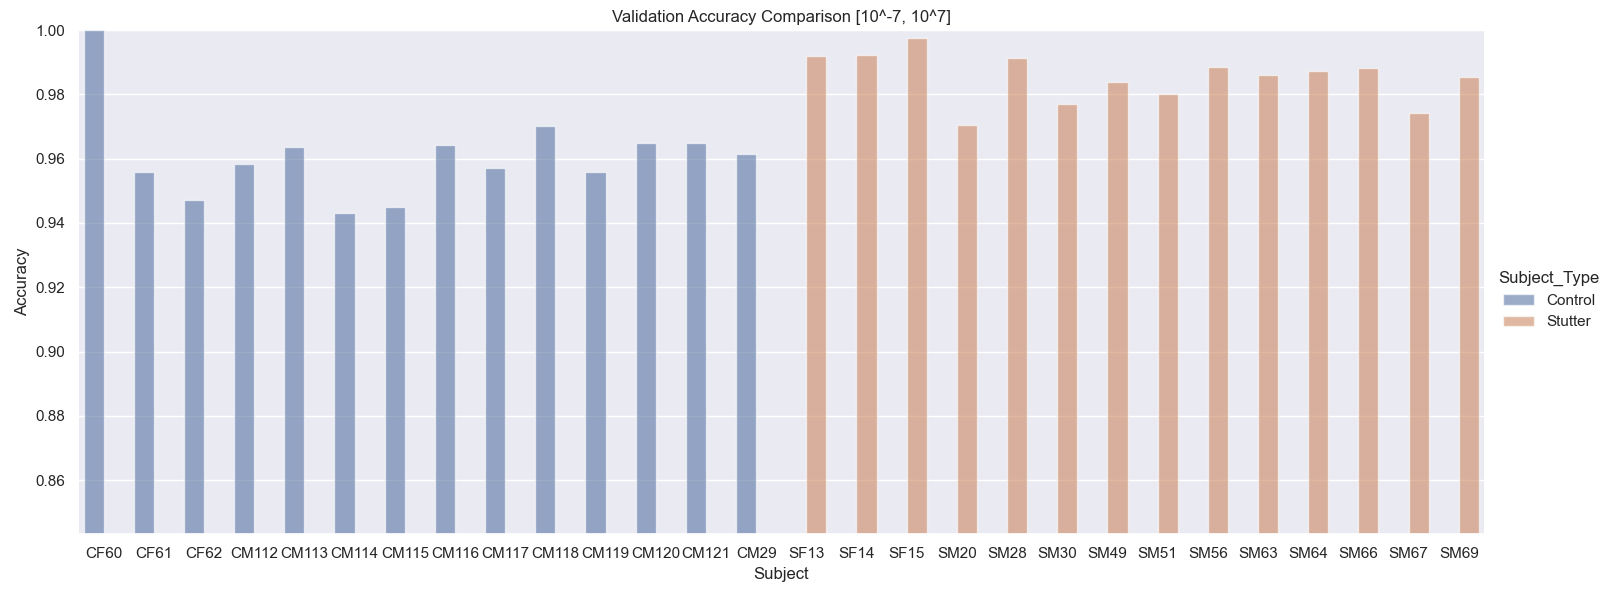 Validation Accuracy Comparison [10^-7, 10^7]
1.00
0.98
0.96
0.94
0.92
0.90
0.88
0.86
Accuracy
CF60 CF61 CF62 CM112 CM113 CM114 CM115 CM116 CM117 CM118 CM119 CM120 CM121 CM29 SF13 SF14 SF15 SM20 SM28 SM30 SM49 SM51 SM56 SM63 SM64 SM66 SM67 SM69
Subject
Subject_Type
Control
Stutter